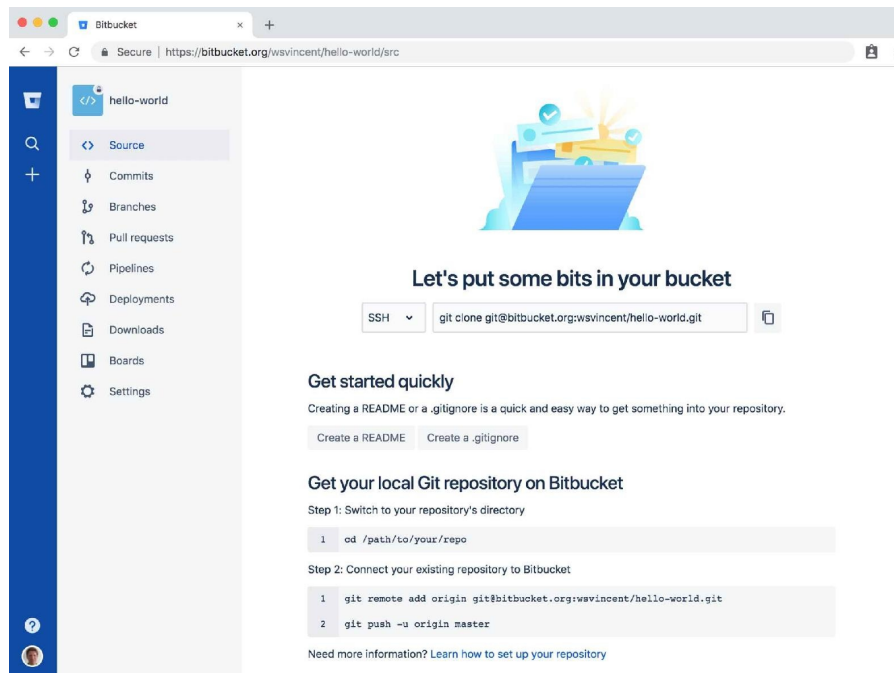 Bitbucket
Secure | https://bitbucket.org/wsvincent/hello-world/src
hello-world
Source
Commits
Branches
Pull requests
Pipelines
Deployments
Downloads
Boards
Settings
Let's put some bits in your bucket
SSH git clone git@bitbucket.org:wsvincent/hello-world.git
Get started quickly
Creating a README or a .gitignore is a quick and easy way to get something into your repository.
Create a README Create a .gitignore
Get your local Git repository on Bitbucket
Step 1: Switch to your repository's directory
1 cd /path/to/your/repo
Step 2: Connect your existing repository to Bitbucket
1 git remote add origin git@bitbucket.org:wsvincent/hello-world.git
2 git push -u origin master
Need more information? Learn how to set up your repository